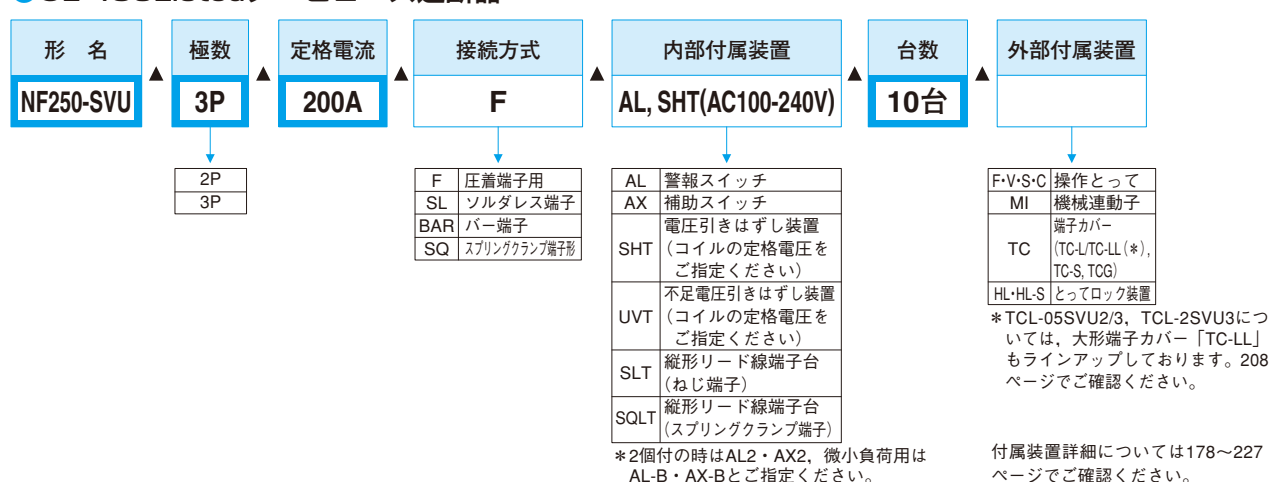 形 名
極数
定格電流
接続方式
内部付属装置
台数
外部付属装置
NF250-SVU ▲ 3P ▲ 200A ▲ F ▲ AL, SHT(AC100-240V) ▲ 10台 ▲
2P
3P
F 圧着端子用
SL ソルダレス端子
BAR バー端子
SQ スプリングクランプ端子形
AL 警報スイッチ
AX 補助スイッチ
SHT 電圧引きはずし装置
(コイルの定格電圧を
ご指定ください)
UVT 不足電圧引きはずし装置
(コイルの定格電圧を
ご指定ください)
SLT 縦形リード線端子台
(ねじ端子)
SQLT 縦形リード線端子台
(スプリングクランプ端子)
＊2個付の時はAL2・AX2，微小負荷用は
AL-B・AX-Bとご指定ください。
F・V・S・C 操作とって
MI 機械連動子
TC 端子カバー
(TC-L/TC-LL(＊),
TC-S, TCG)
HL・HL-S とってロック装置
＊TCL-05SVU2/3，TCL-2SVU3につ
いては，大形端子カバー「TC-LL」
もラインアップしております。208
ページでご確認ください。
付属装置詳細については178～227
ページでご確認ください。